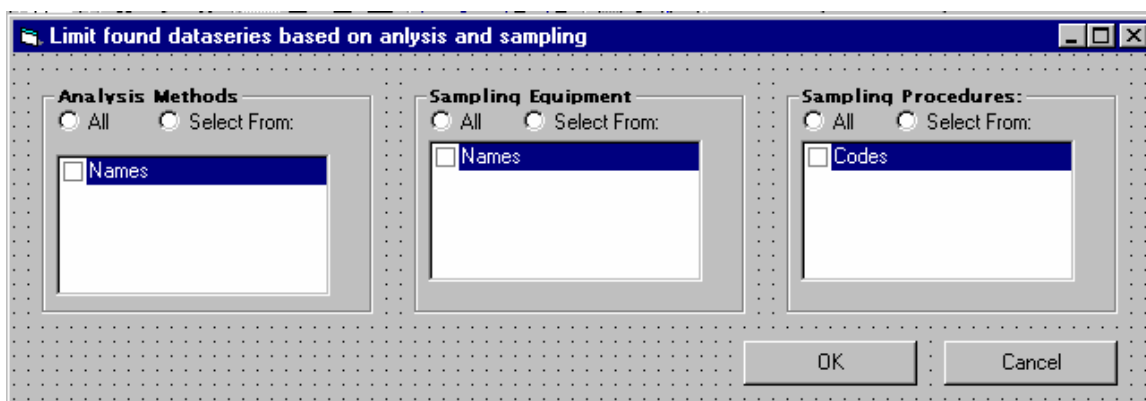 Limit found dataseries based on anlysis and sampling
Analysis Methods
All Select From:
Names
Sampling Equipment
All Select From:
Names
Sampling Procedures:
All Select From:
Codes
OK Cancel